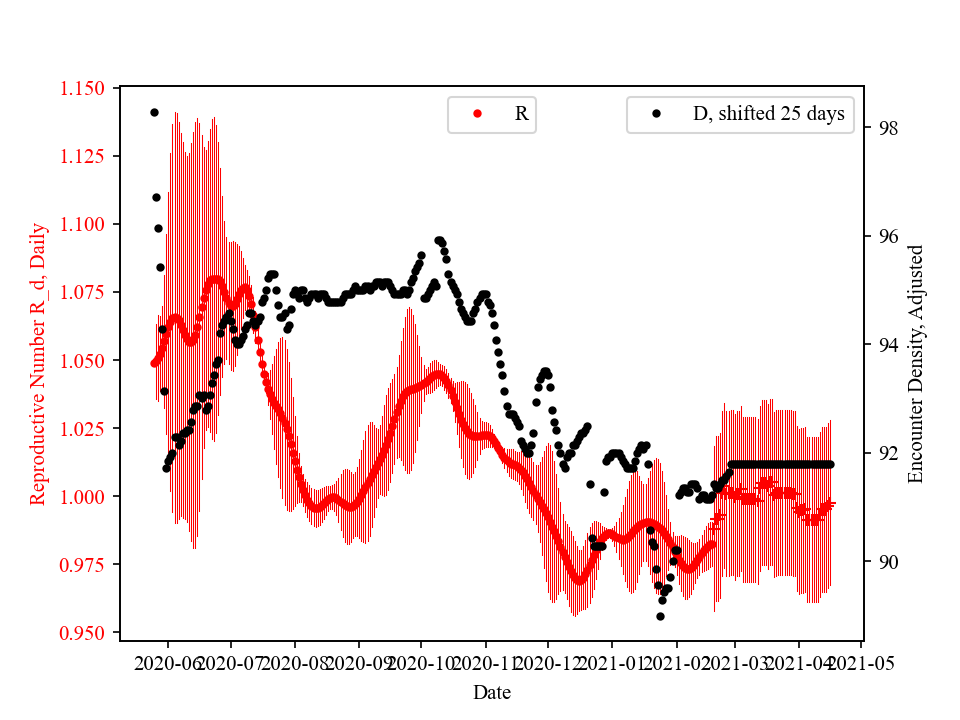 R
D, shifted 25 days
1.150
1.125
1.100
1.075
1.050
1.025
1.000
0.975
0.950
Reproductive Number R_d, Daily
98
96
94
92
90
Encounter Density, Adjusted
2020-06 2020-07 2020-08 2020-09 2020-10 2020-11 2020-12 2021-01 2021-02 2021-03 2021-04 2021-05
Date